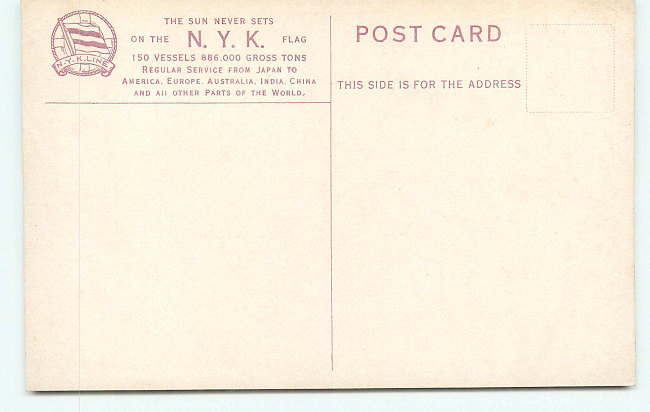 THE SUN NEVER SETS
ON THE N. Y. K. FLAG
150 VESSELS 886,000 GROSS TONS
REGULAR SERVICE FROM JAPAN TO
AMERICA, EUROPE, AUSTRALIA, INDIA, CHINA
AND All OTHER PARTS OF THE WORLD.
N.Y.K.LINE
POST CARD
THIS SIDE IS FOR THE ADDRESS